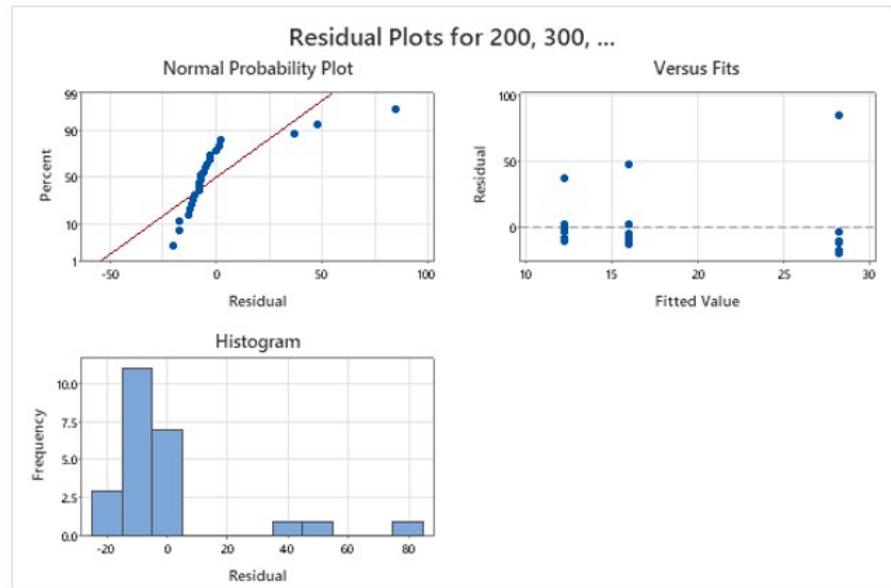 Residual Plots for 200, 300, ...
Normal Probability Plot
99
90
50
10
1
Percent
-50 0 50 100
Residual
Versus Fits
100
50
0
Residual
10 15 20 25 30
Fitted Value
Histogram
10.0
7.5
5.0
2.5
0.0
Frequency
-20 0 20 40 60 80
Residual